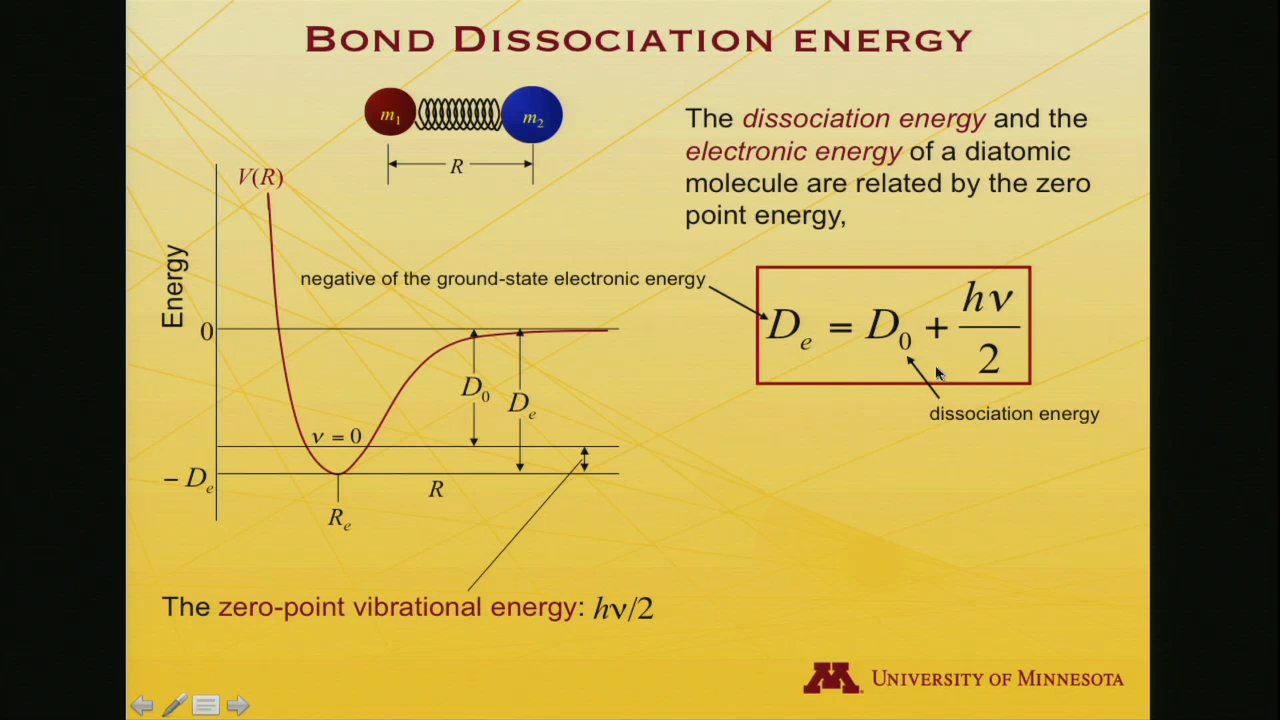 BOND DISSOCIATION ENERGY
m1
m2
R
The dissociation energy and the
electronic energy of a diatomic
molecule are related by the zero
point energy,
V(R)
Energy
negative of the ground-state electronic energy
De = D0 + hν/2
dissociation energy
0
D0
De
ν = 0
− De
R
Re
The zero-point vibrational energy: hν/2
M
UNIVERSITY OF MINNESOTA